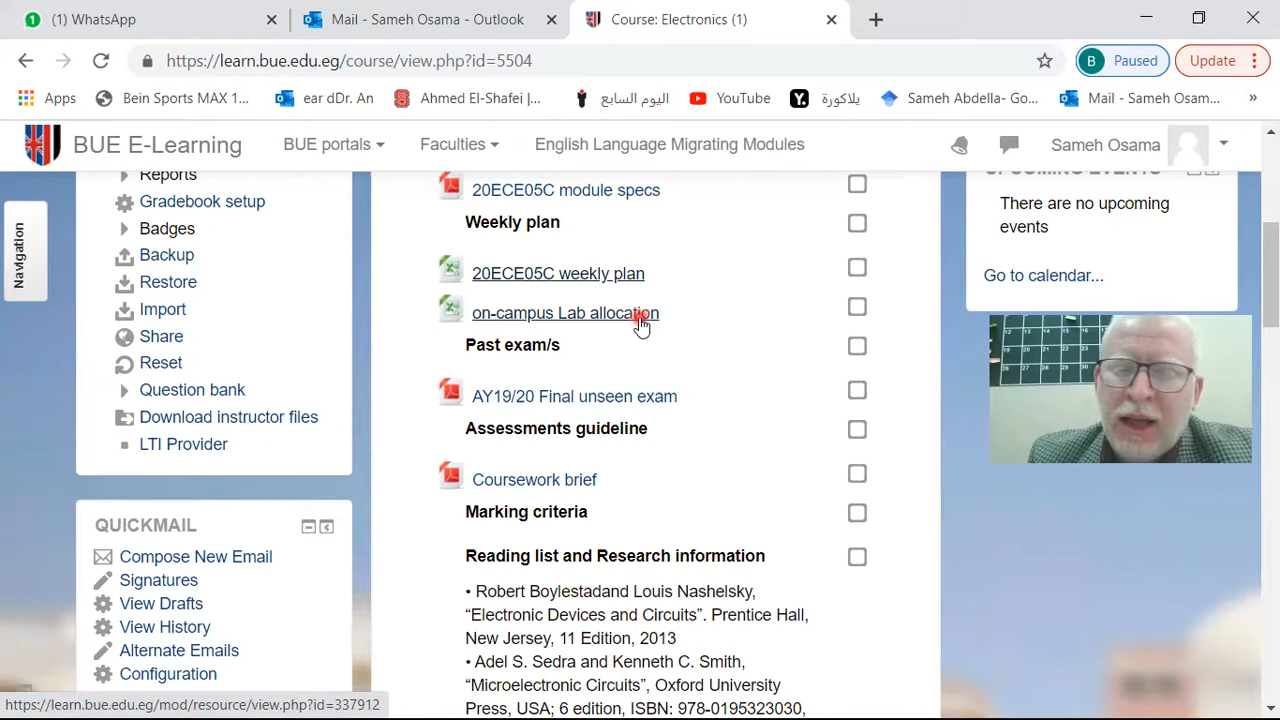 (1) WhatsApp
Mail - Sameh Osama - Outlook
Course: Electronics (1)
https://learn.bue.edu.eg/course/view.php?id=5504
B Paused
Update
Apps
Bein Sports MAX 1...
ear dDr. An
Ahmed El-Shafei |...
اليوم السابع
YouTube
يلاكورة
Sameh Abdella- Go...
Mail - Sameh Osam...
BUE E-Learning
BUE portals
Faculties
English Language Migrating Modules
Sameh Osama
Navigation
Reports
Gradebook setup
Badges
Backup
Restore
Import
Share
Reset
Question bank
Download instructor files
LTI Provider
QUICKMAIL
Compose New Email
Signatures
View Drafts
View History
Alternate Emails
Configuration
20ECE05C module specs
Weekly plan
20ECE05C weekly plan
on-campus Lab allocation
Past exam/s
AY19/20 Final unseen exam
Assessments guideline
Coursework brief
Marking criteria
Reading list and Research information
• Robert Boylestadand Louis Nashelsky,
“Electronic Devices and Circuits”. Prentice Hall,
New Jersey, 11 Edition, 2013
• Adel S. Sedra and Kenneth C. Smith,
“Microelectronic Circuits”, Oxford University
Press, USA; 6 edition, ISBN: 978-0195323030,
UPCOMING EVENTS
There are no upcoming
events
Go to calendar...
https://learn.bue.edu.eg/mod/resource/view.php?id=337912